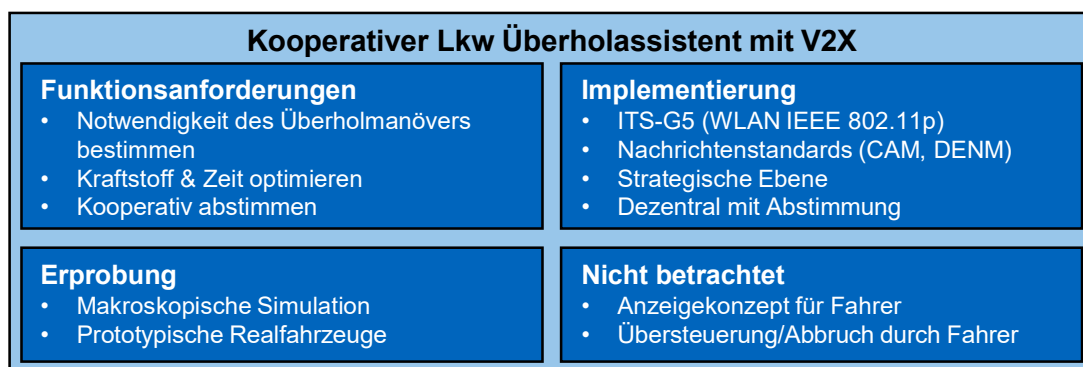 Kooperativer Lkw Überholassistent mit V2X
Funktionsanforderungen
• Notwendigkeit des Überholmanövers
bestimmen
• Kraftstoff & Zeit optimieren
• Kooperativ abstimmen
Implementierung
• ITS-G5 (WLAN IEEE 802.11p)
• Nachrichtenstandards (CAM, DENM)
• Strategische Ebene
• Dezentral mit Abstimmung
Erprobung
• Makroskopische Simulation
• Prototypische Realfahrzeuge
Nicht betrachtet
• Anzeigekonzept für Fahrer
• Übersteuerung/Abbruch durch Fahrer